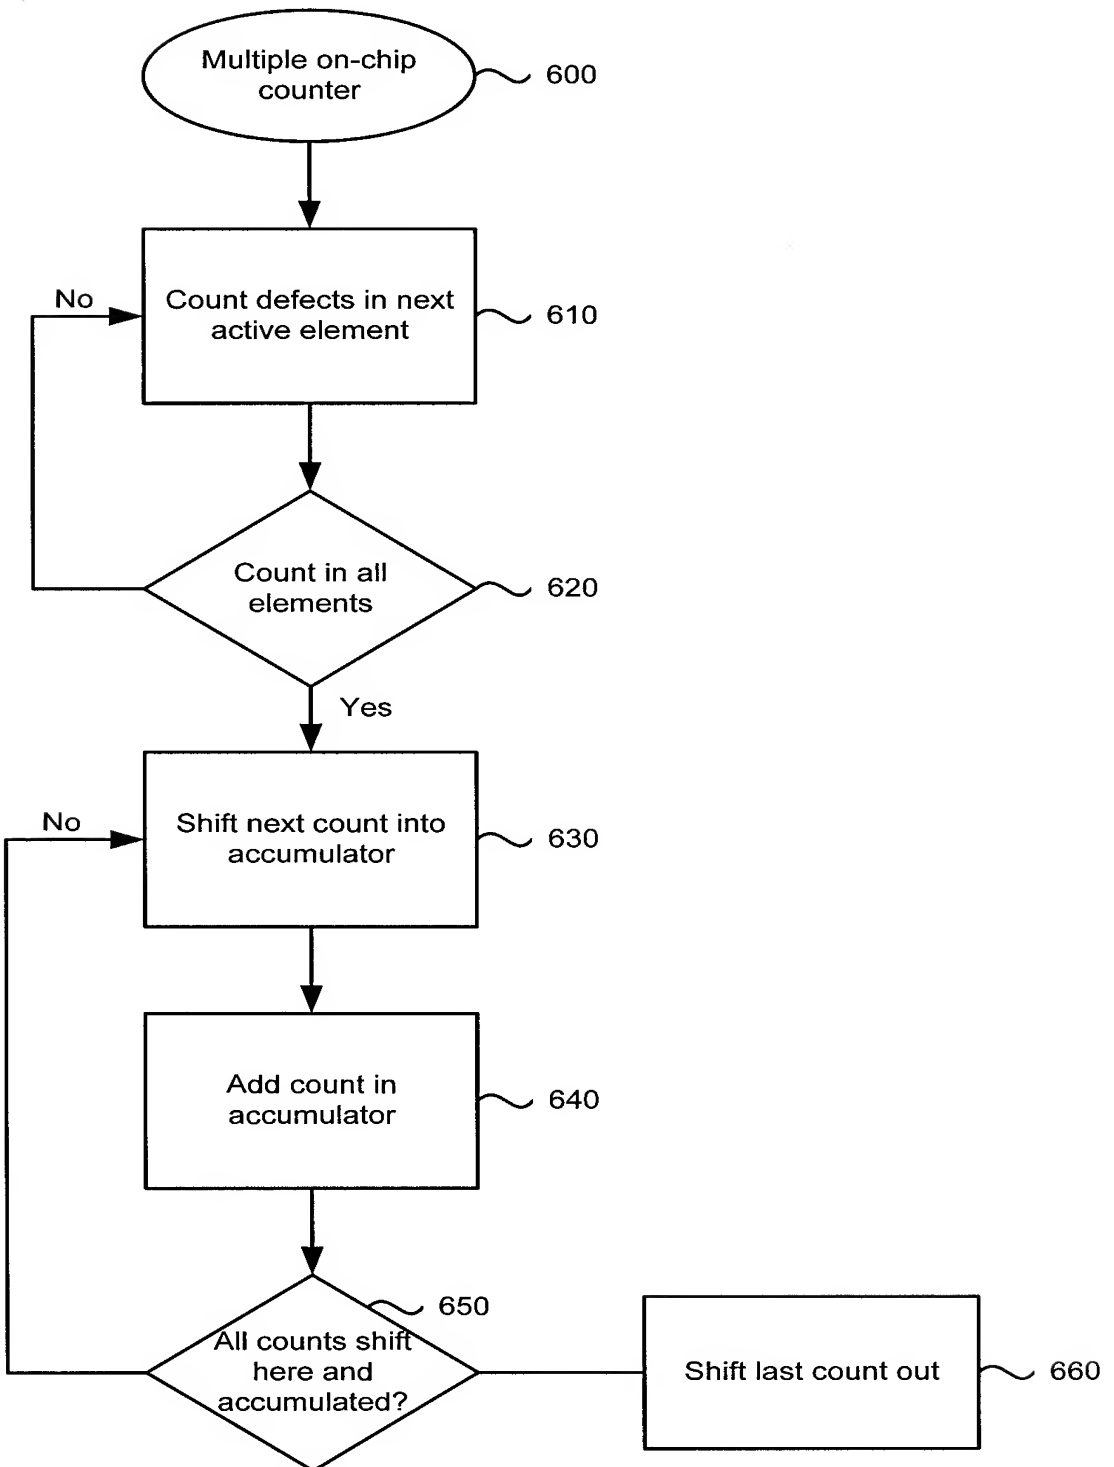 Multiple on-chip
counter
600
No
Count defects in next
active element
610
Count in all
elements
620
Yes
No
Shift next count into
accumulator
630
Add count in
accumulator
640
650
All counts shift
here and
accumulated?
Shift last count out
660